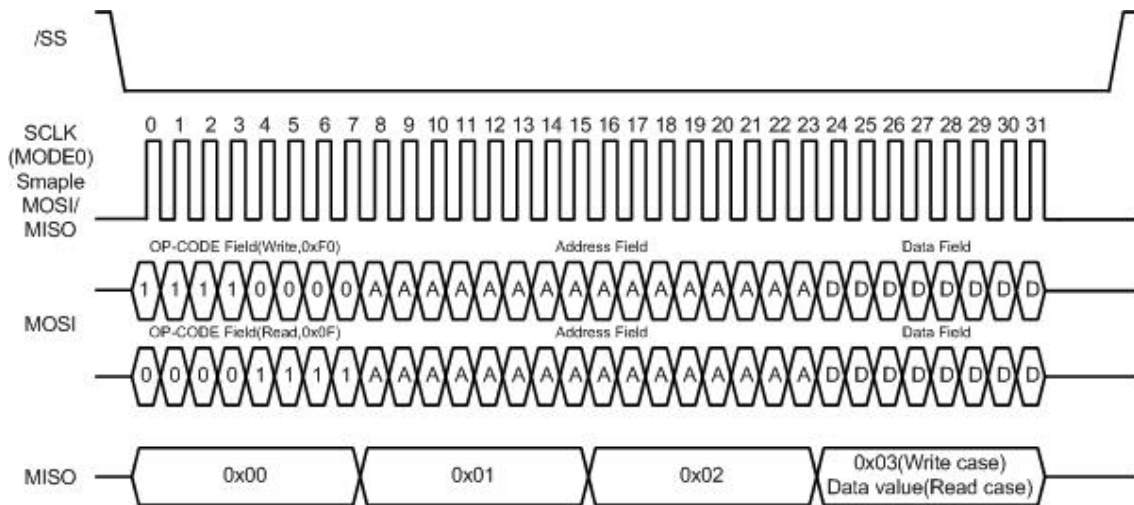 /SS
0 1 2 3 4 5 6 7 8 9 10 11 12 13 14 15 16 17 18 19 20 21 22 23 24 25 26 27 28 29 30 31
SCLK
(MODE0)
Smaple
MOSI/
MISO
OP-CODE Field(Write,0xF0) Address Field Data Field
1 1 1 1 0 0 0 0 A A A A A A A A A A A A A A A A D D D D D D D D
MOSI
OP-CODE Field(Read,0x0F) Address Field Data Field
0 0 0 0 1 1 1 1 A A A A A A A A A A A A A A A A D D D D D D D D
MISO 0x00 0x01 0x02 0x03(Write case)
Data value(Read case)